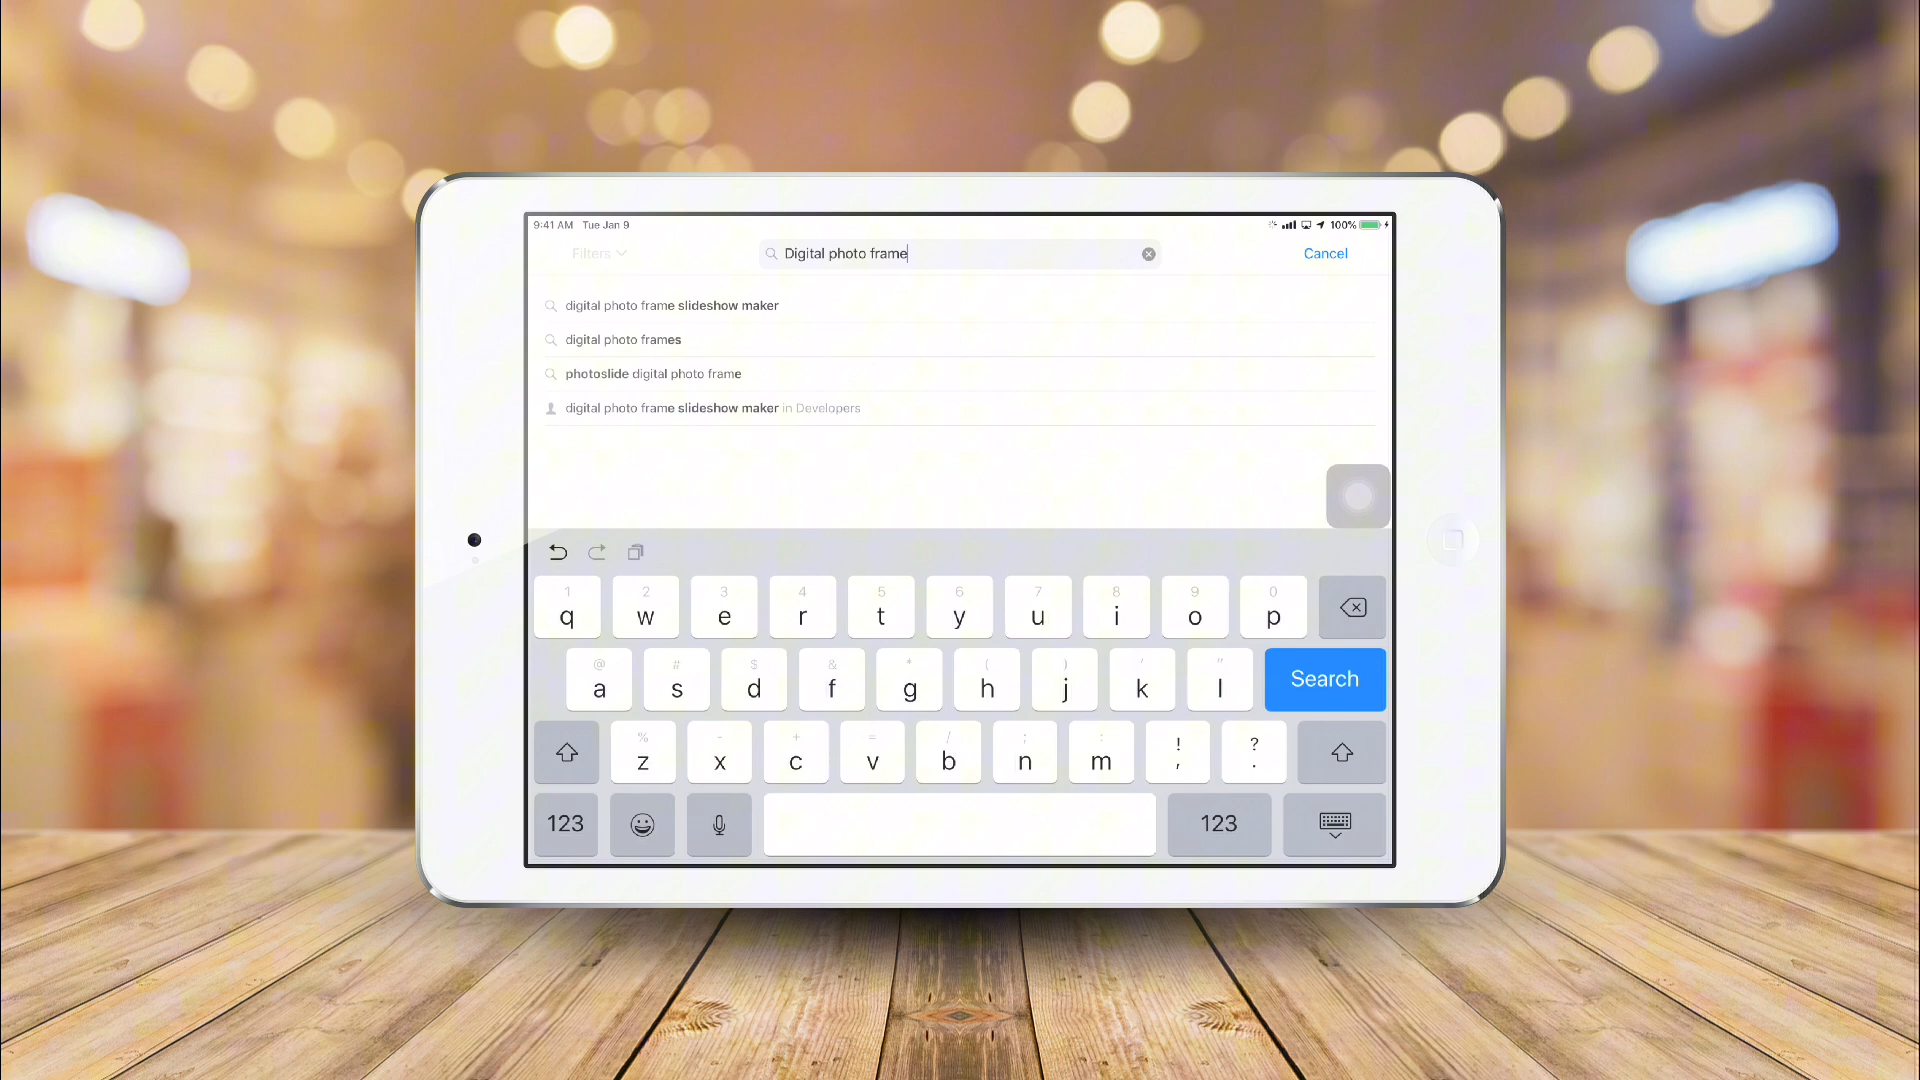 9:41 AM Tue Jan 9 100%
Filters Digital photo frame Cancel
digital photo frame slideshow maker
digital photo frames
photoslide digital photo frame
digital photo frame slideshow maker in Developers
1 2 3 4 5 6 7 8 9 0
q w e r t y u i o p
@ # $ & * ( ) ' "
a s d f g h j k l Search
% - + = / ; : ! ?
z x c v b n m , .
123 123